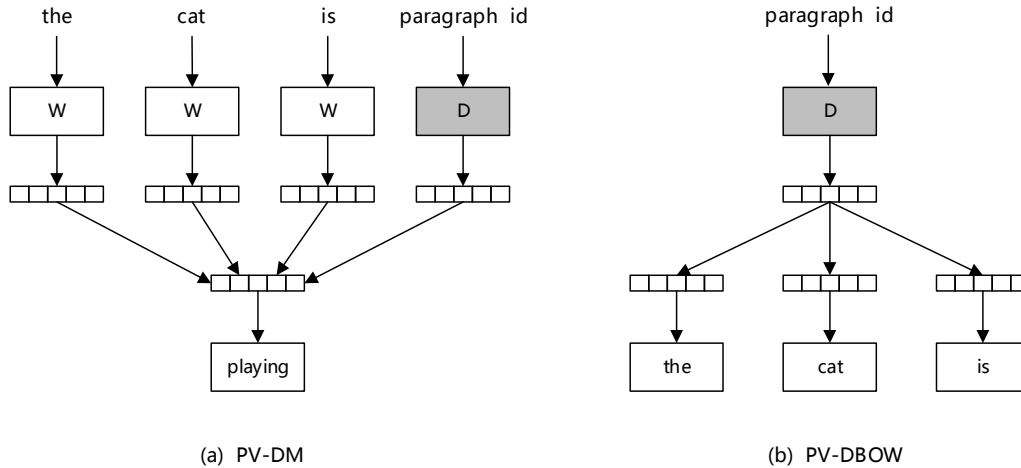 the cat is paragraph id paragraph id
W W W D D
playing the cat is
(a) PV-DM (b) PV-DBOW